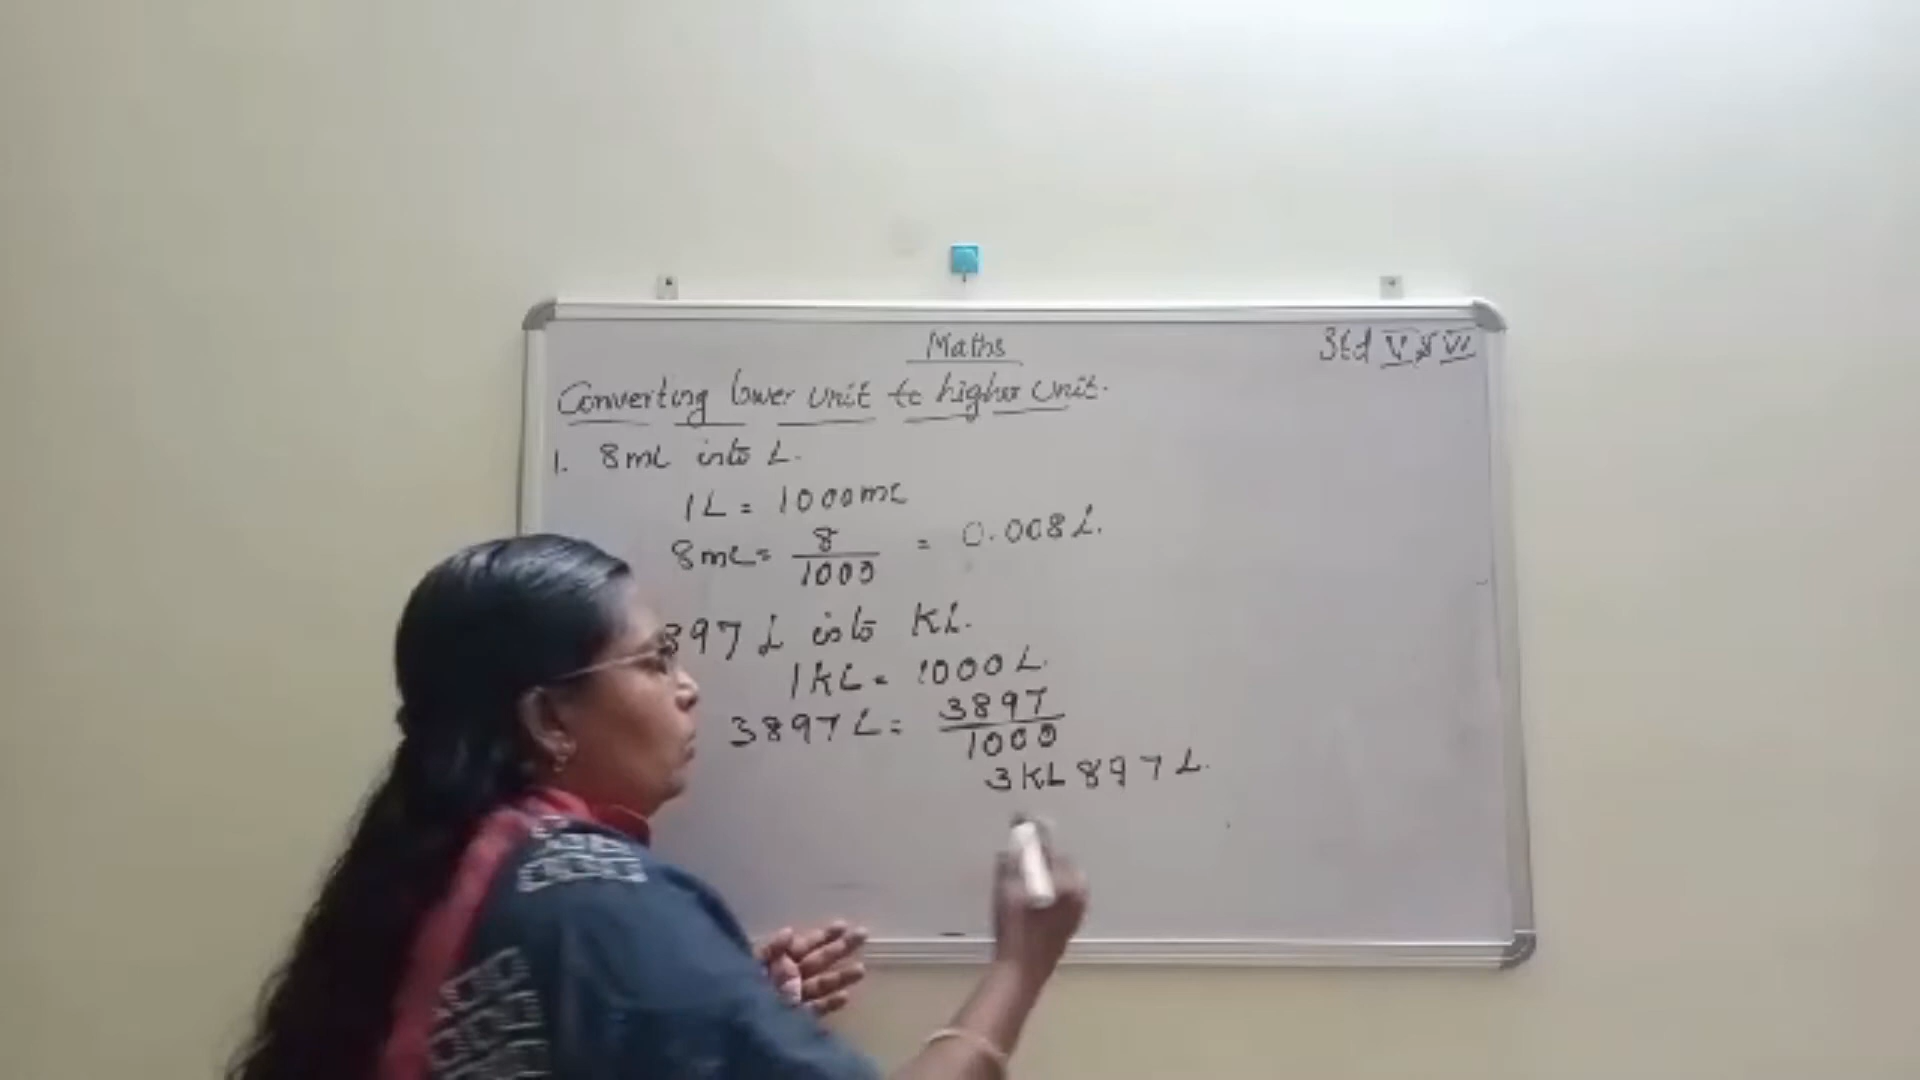 Maths
Std V & VI
Converting lower unit to higher unit.
1. 8mL into L.
1L = 1000mL
8mL = 8/1000 = 0.008L.
897 L into KL.
1KL = 1000L.
3897L = 3897/1000
3KL 897L.